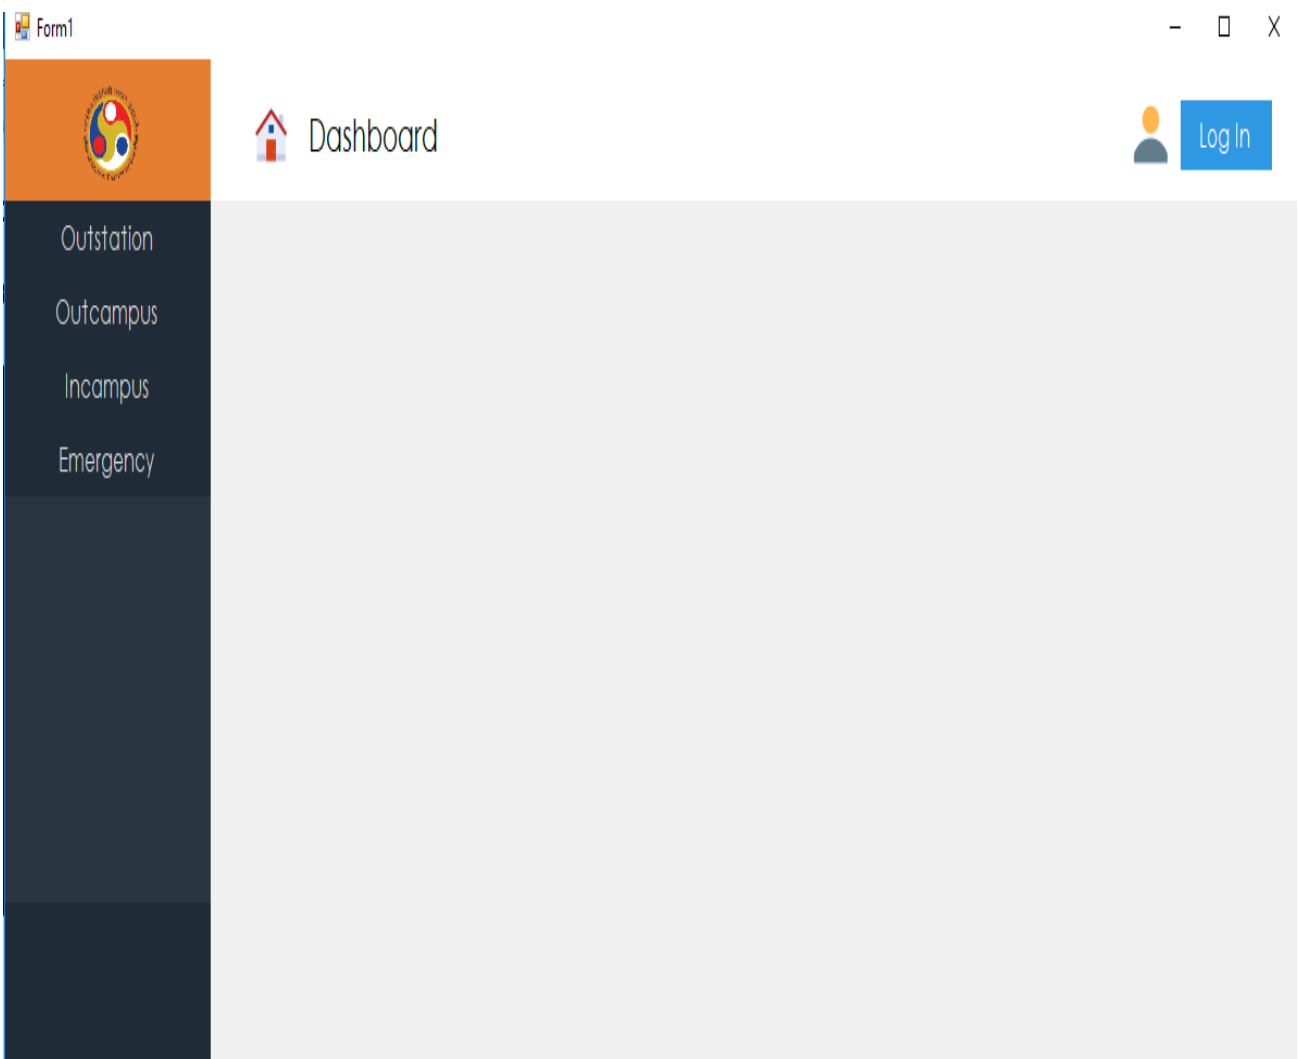 Form1
Dashboard
Log In
Outstation
Outcampus
Incampus
Emergency